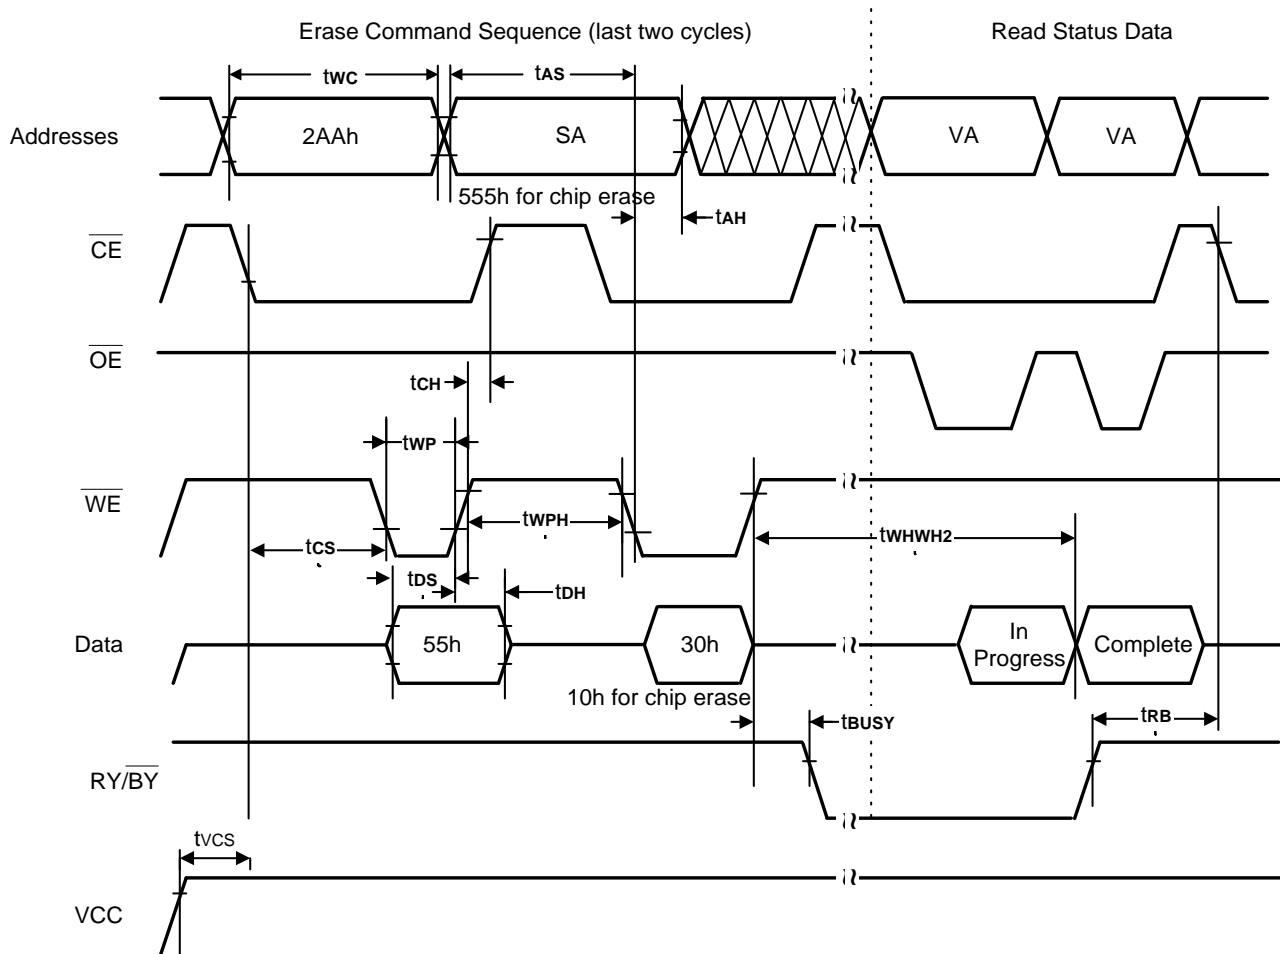 Erase Command Sequence (last two cycles)
Read Status Data
tWC
tAS
Addresses
2AAh
SA
VA
VA
555h for chip erase
tAH
CE
OE
tCH
tWP
WE
tWPH
tWHWH2
tCS
tDS
tDH
Data
55h
30h
In
Progress
Complete
10h for chip erase
tBUSY
tRB
RY/BY
tVCS
VCC